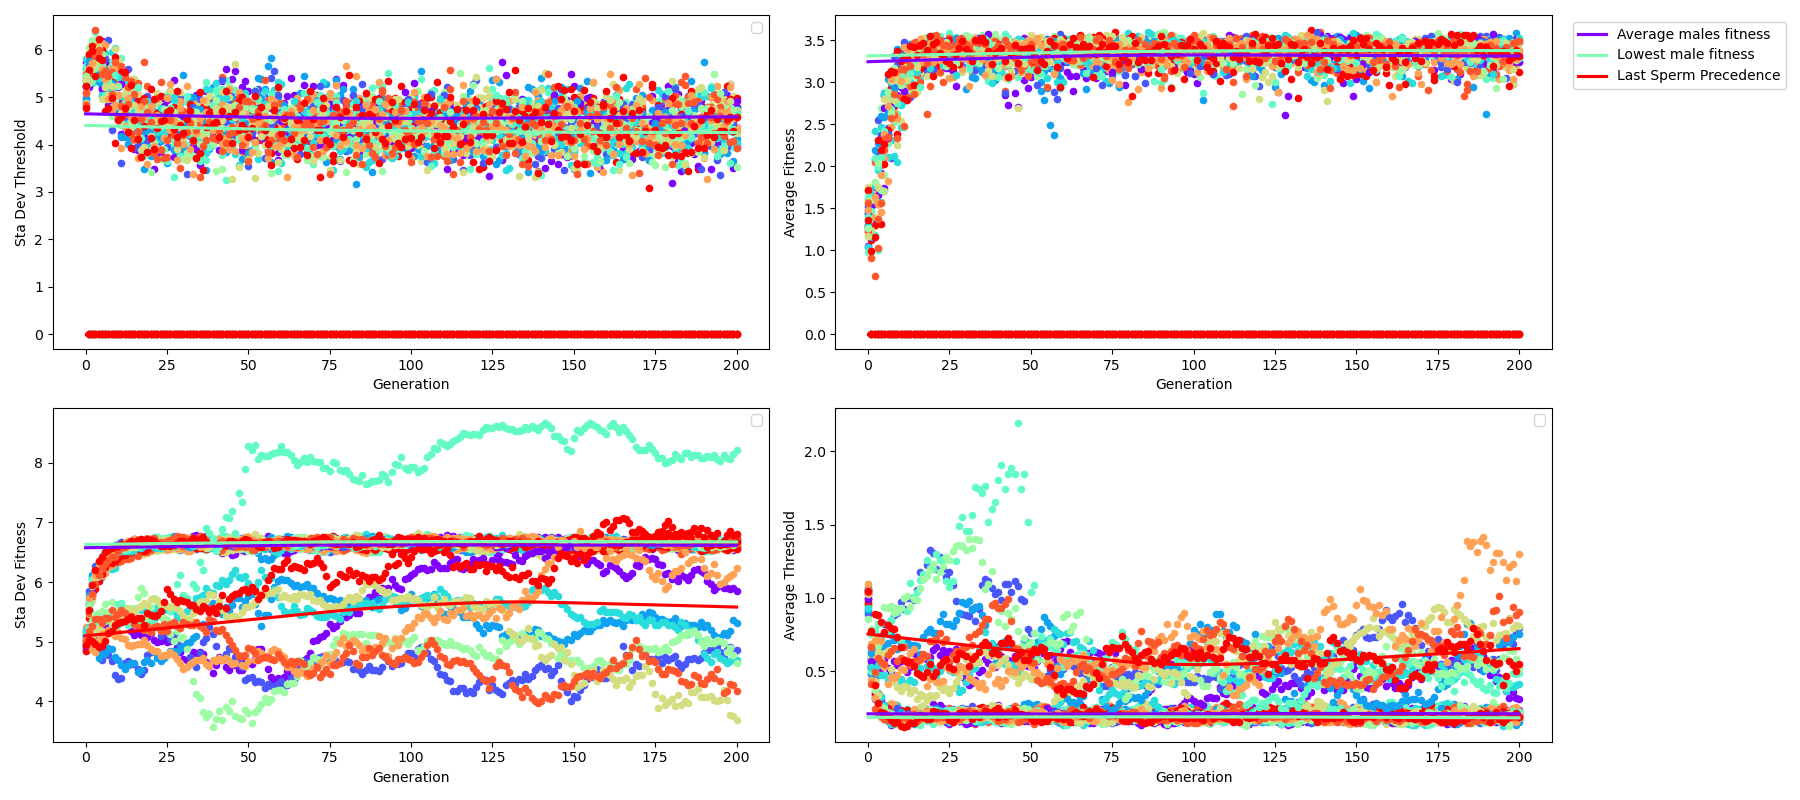 Sta Dev Threshold
6
5
4
3
2
1
0
0 25 50 75 100 125 150 175 200
Generation
Average Fitness
3.5
3.0
2.5
2.0
1.5
1.0
0.5
0.0
0 25 50 75 100 125 150 175 200
Generation
Average males fitness
Lowest male fitness
Last Sperm Precedence
Sta Dev Fitness
8
7
6
5
4
0 25 50 75 100 125 150 175 200
Generation
Average Threshold
2.0
1.5
1.0
0.5
0 25 50 75 100 125 150 175 200
Generation